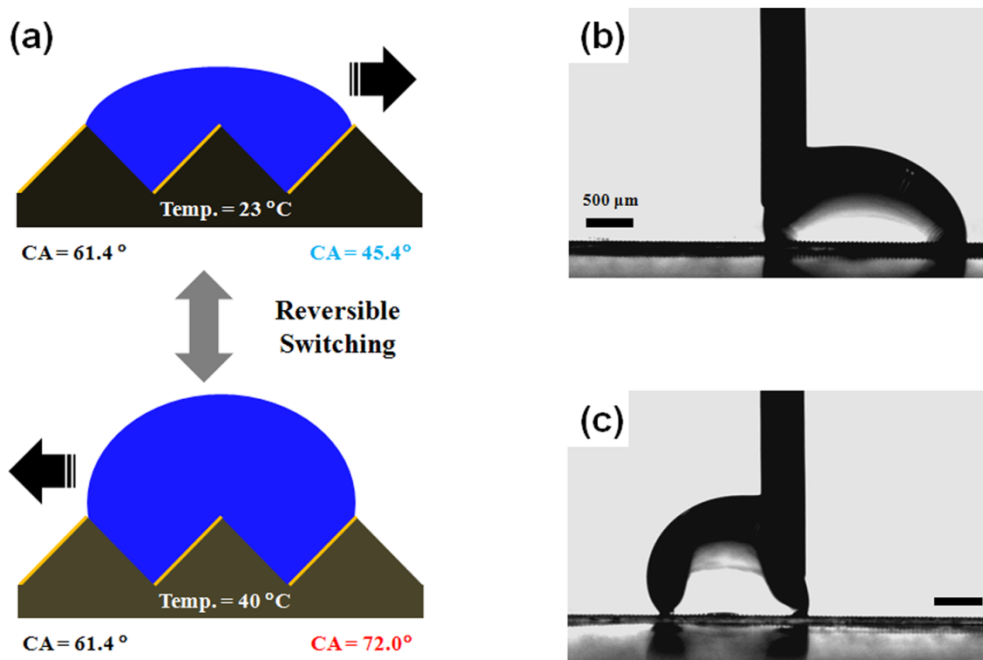 (a)
Temp. = 23 °C
CA = 61.4 ° CA = 45.4°
Reversible
Switching
Temp. = 40 °C
CA = 61.4 ° CA = 72.0°
(b)
500 µm
(c)